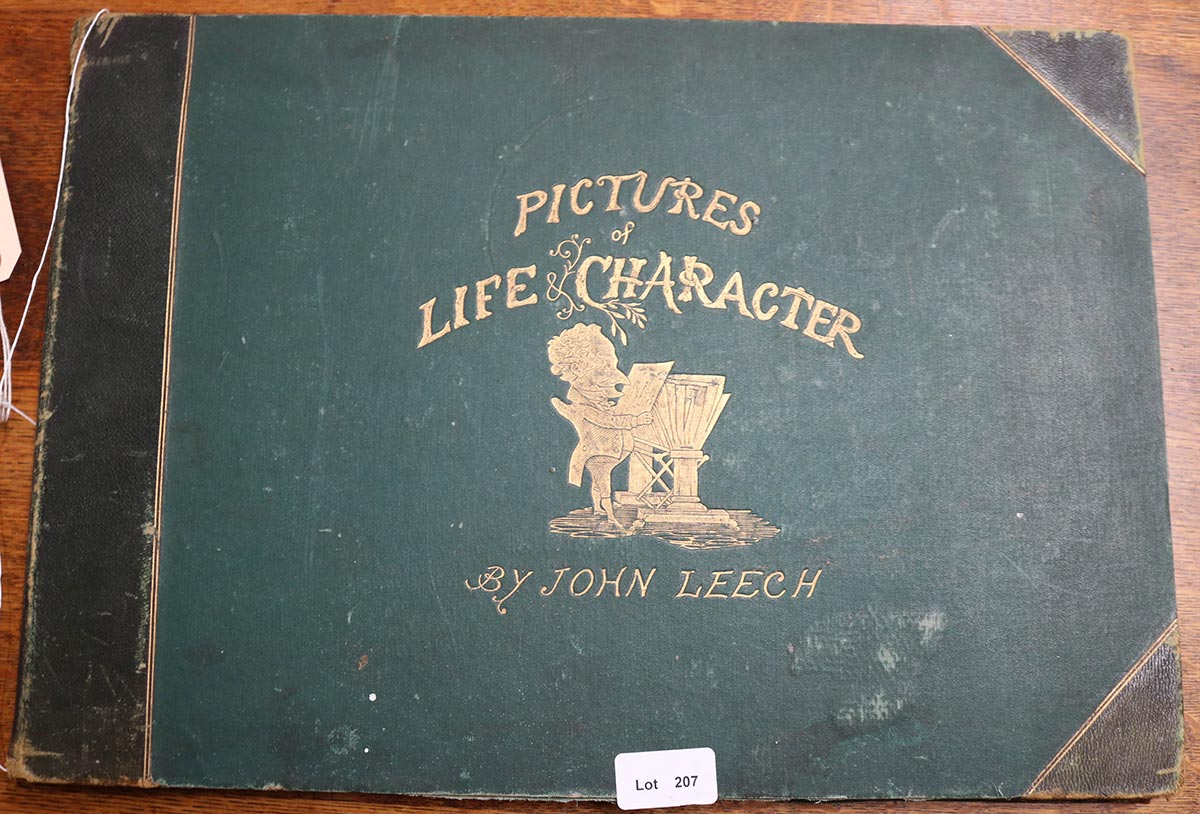 PICTURES
of
LIFE & CHARACTER
BY JOHN LEECH
Lot 207